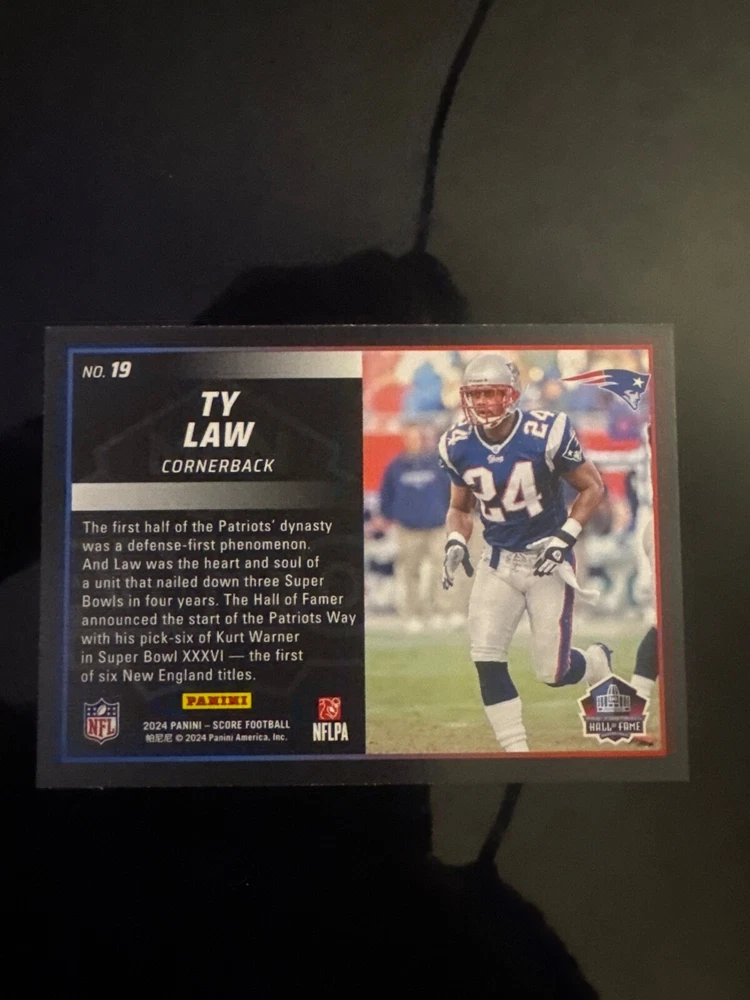 NO. 19
TY
LAW
CORNERBACK
The first half of the Patriots' dynasty
was a defense-first phenomenon.
And Law was the heart and soul of
a unit that nailed down three Super
Bowls in four years. The Hall of Famer
announced the start of the Patriots Way
with his pick-six of Kurt Warner
in Super Bowl XXXVI — the first
of six New England titles.
PANINI
NFL
2024 PANINI – SCORE FOOTBALL
帕尼尼 © 2024 Panini America, Inc.
NFLPA
24
24
HALL OF FAME